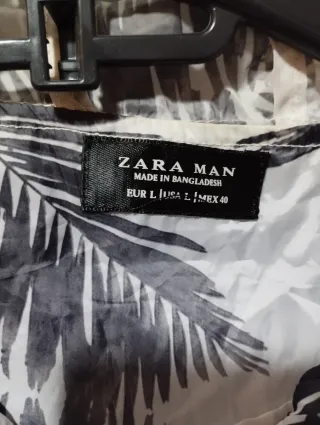 ZARA MAN
MADE IN BANGLADESH
EUR L | USA L | MEX 40